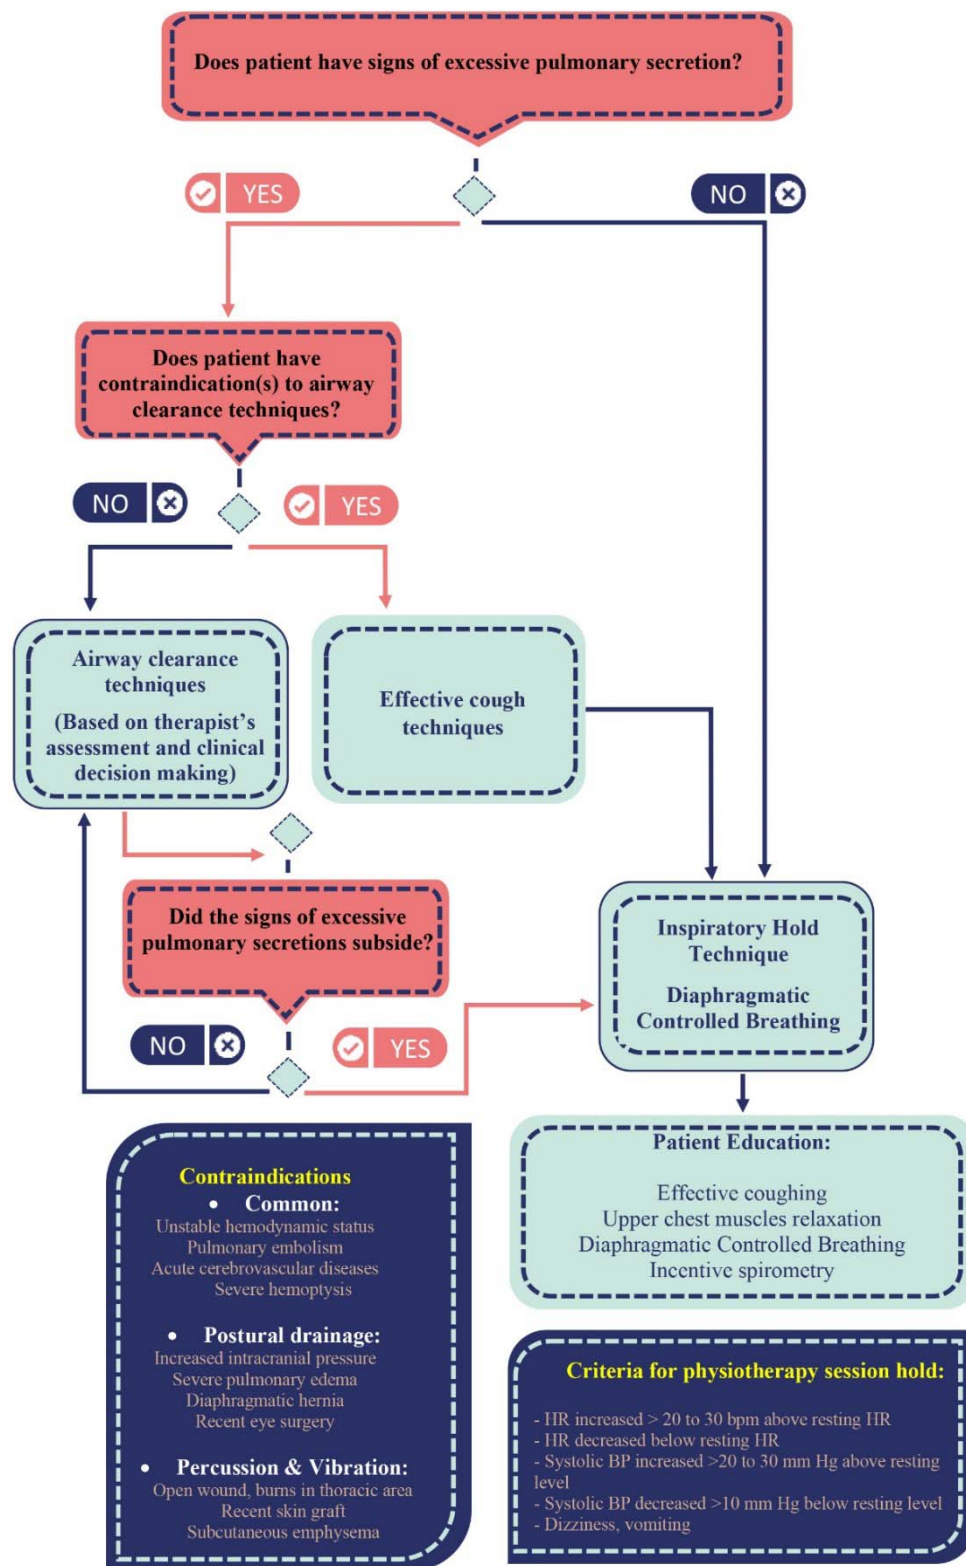 Does patient have signs of excessive pulmonary secretion?
YES
NO
Does patient have
contraindication(s) to airway
clearance techniques?
NO
YES
Airway clearance
techniques
(Based on therapist's
assessment and clinical
decision making)
Effective cough
techniques
Did the signs of excessive
pulmonary secretions subside?
NO
YES
Inspiratory Hold
Technique
Diaphragmatic
Controlled Breathing
Patient Education:
Effective coughing
Upper chest muscles relaxation
Diaphragmatic Controlled Breathing
Incentive spirometry
Contraindications
• Common:
Unstable hemodynamic status
Pulmonary embolism
Acute cerebrovascular diseases
Severe hemoptysis
• Postural drainage:
Increased intracranial pressure
Severe pulmonary edema
Diaphragmatic hernia
Recent eye surgery
• Percussion & Vibration:
Open wound, burns in thoracic area
Recent skin graft
Subcutaneous emphysema
Criteria for physiotherapy session hold:
- HR increased > 20 to 30 bpm above resting HR
- HR decreased below resting HR
- Systolic BP increased >20 to 30 mm Hg above resting
level
- Systolic BP decreased >10 mm Hg below resting level
- Dizziness, vomiting